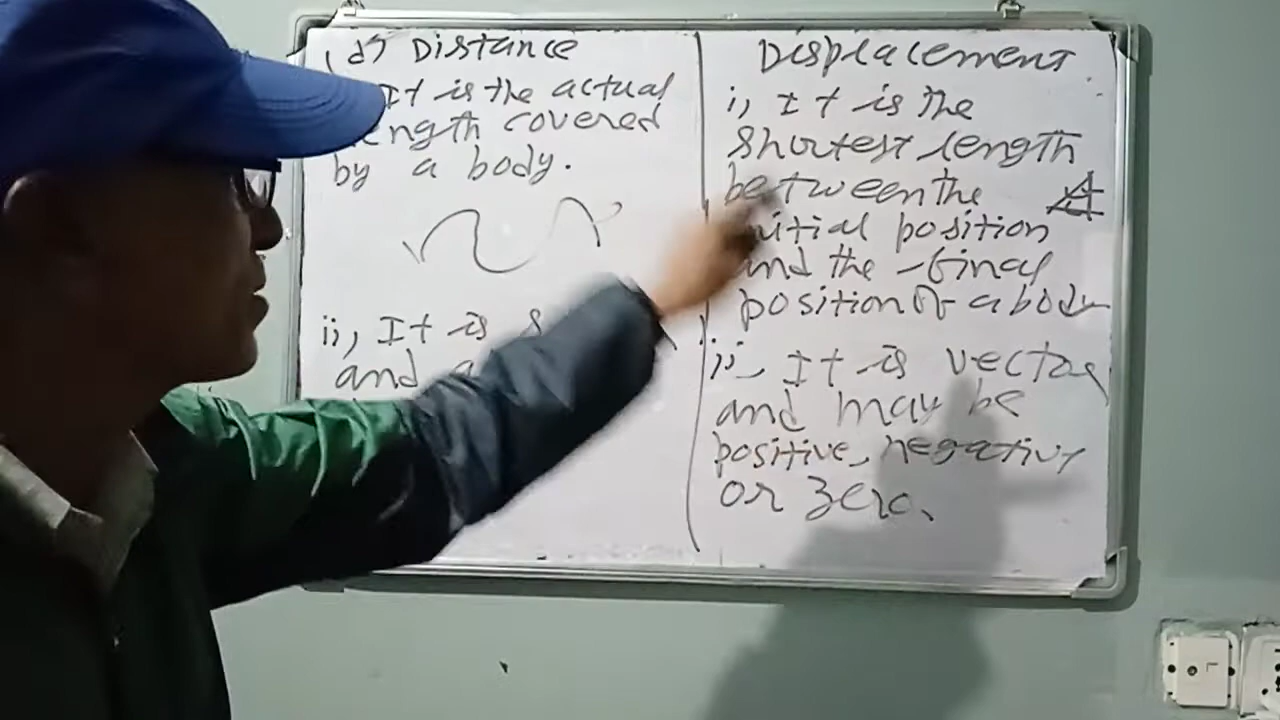 (d) Distance
It is the actual
length covered
by a body.
ii, It is
and
Displacement
i, It is the
shortest length
between the
initial position
and the final
position of a body
ii, It is vector
and may be
positive, negative
or zero.